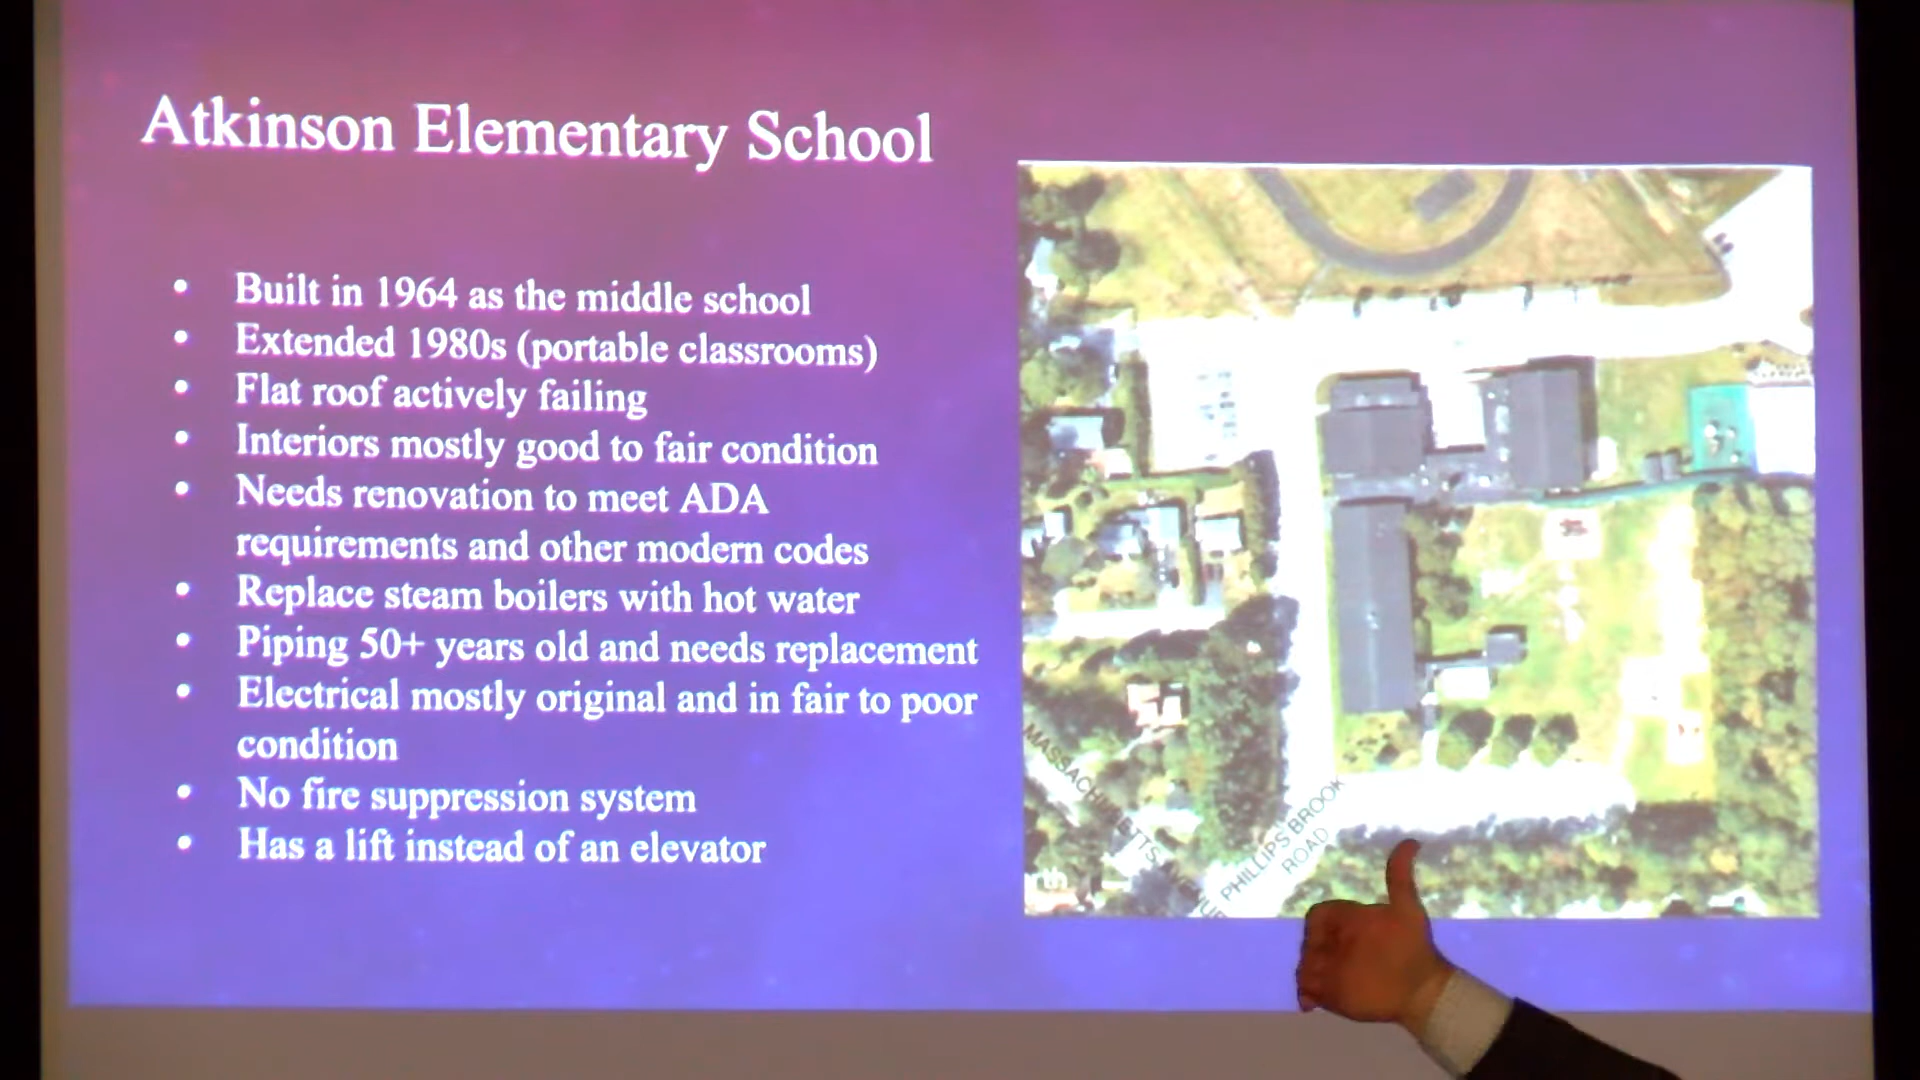 Atkinson Elementary School
• Built in 1964 as the middle school
• Extended 1980s (portable classrooms)
• Flat roof actively failing
• Interiors mostly good to fair condition
• Needs renovation to meet ADA
requirements and other modern codes
• Replace steam boilers with hot water
• Piping 50+ years old and needs replacement
• Electrical mostly original and in fair to poor
condition
• No fire suppression system
• Has a lift instead of an elevator
MASSACHUSETTS AVENUE
PHILLIPS BROOK
ROAD